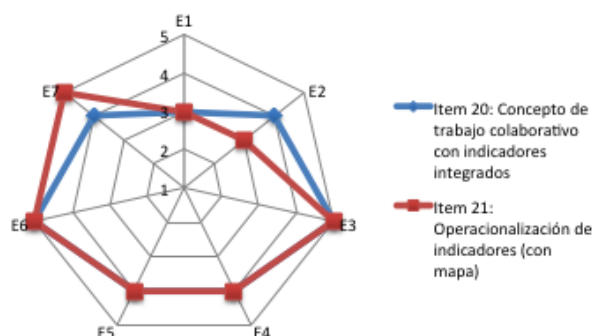 E1
5
4
3
2
1
E2
E3
E4
E5
E6
E7
Item 20: Concepto de
trabajo colaborativo
con indicadores
integrados
Item 21:
Operacionalización de
indicadores (con
mapa)